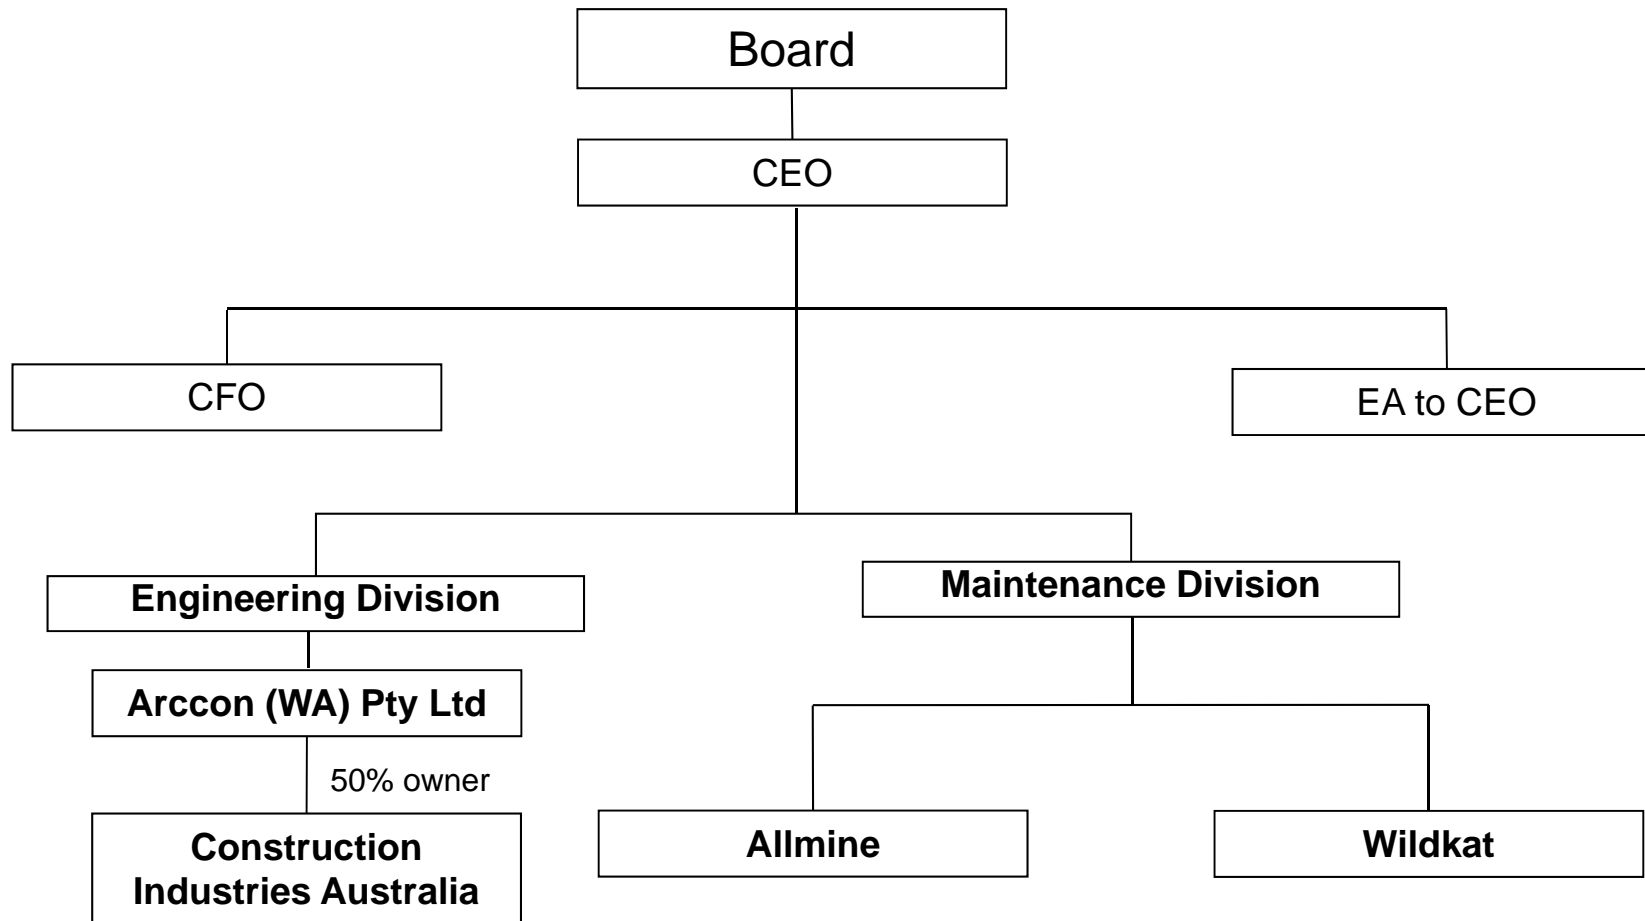 Board
CEO
CFO
EA to CEO
Engineering Division
Maintenance Division
Arccon (WA) Pty Ltd
50% owner
Construction
Industries Australia
Allmine
Wildkat